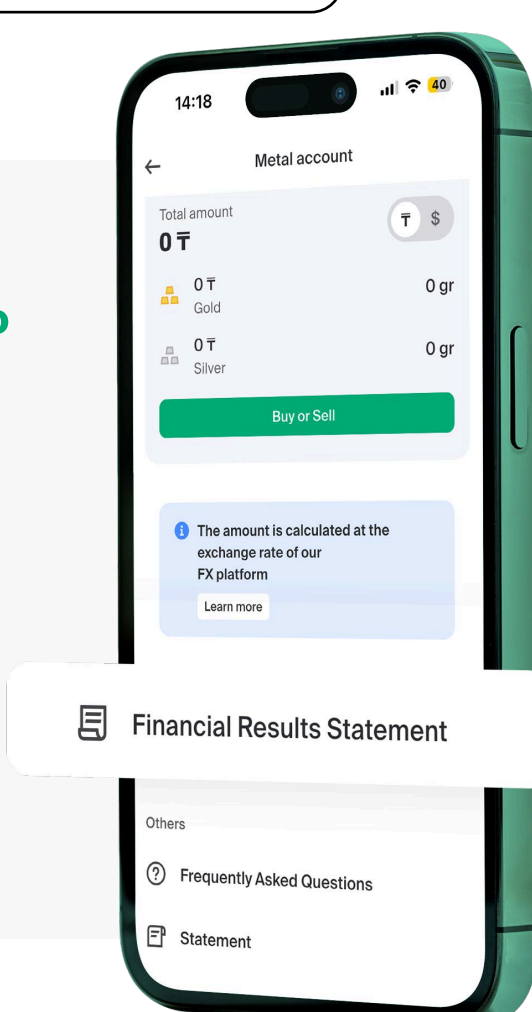 14:18
40
Metal account
Total amount
₸ $
0 ₸
0 ₸ 0 gr
Gold
0 ₸ 0 gr
Silver
Buy or Sell
The amount is calculated at the
exchange rate of our
FX platform
Learn more
Financial Results Statement
Others
Frequently Asked Questions
Statement